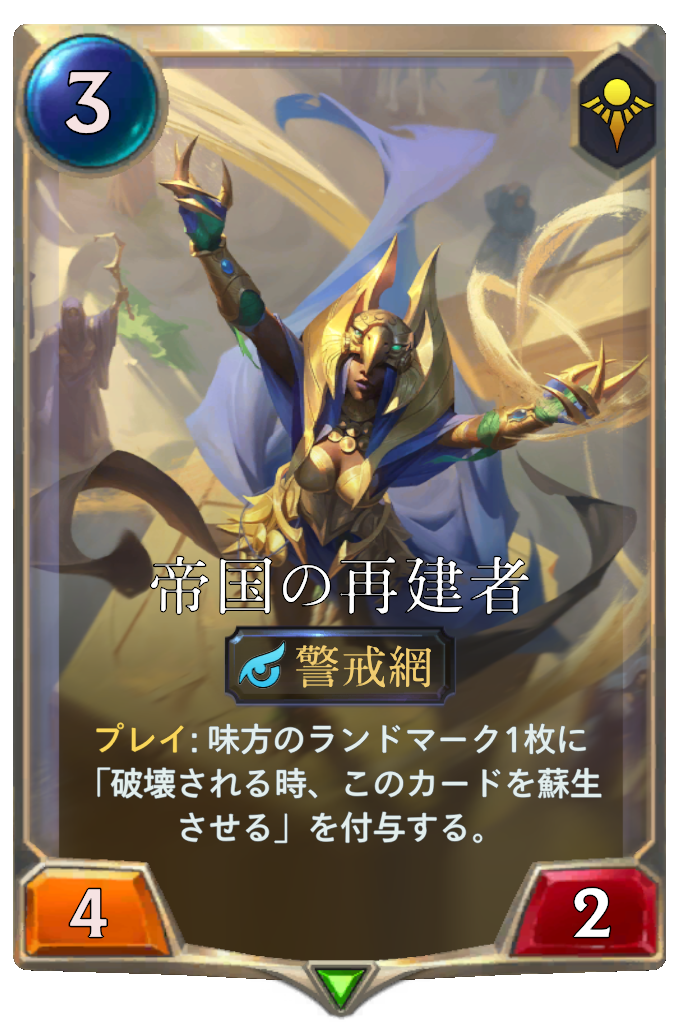 3
帝国の再建者
警戒網
プレイ: 味方のランドマーク1枚に
「破壊される時、このカードを蘇生
させる」を付与する。
4
2